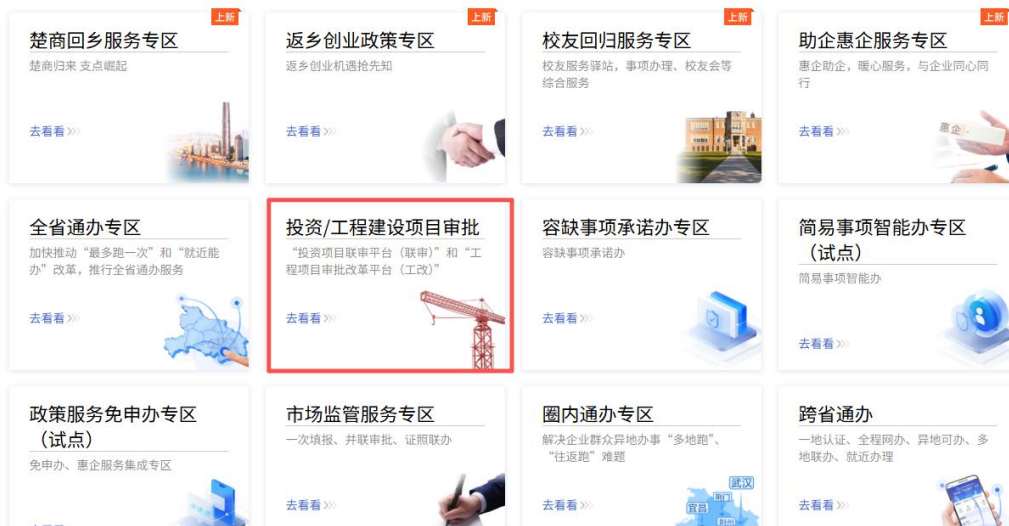 上新
上新
上新
上新
楚商回乡服务专区
返乡创业政策专区
校友回归服务专区
助企惠企服务专区
楚商归来 支点崛起
返乡创业机遇抢先知
校友服务驿站，事项办理、校友会等
综合服务
惠企助企，暖心服务，与企业同心同
行
去看看
去看看
去看看
去看看
惠企
全省通办专区
投资/工程建设项目审批
容缺事项承诺办专区
简易事项智能办专区
（试点）
加快推动“最多跑一次”和“就近能
办”改革，推行全省通办服务
“投资项目联审平台（联审）”和“工
程项目审批改革平台（工改）”
容缺事项承诺办
简易事项智能办
去看看
去看看
去看看
去看看
政策服务免申办专区
（试点）
市场监管服务专区
圈内通办专区
跨省通办
免申办、惠企服务集成专区
一次填报、并联审批、证照联办
解决企业群众异地办事“多地跑”、
“往返跑”难题
一地认证、全程网办、异地可办、多
地联办、就近办理
去看看
去看看
去看看
武汉
荆门
宜昌
荆州